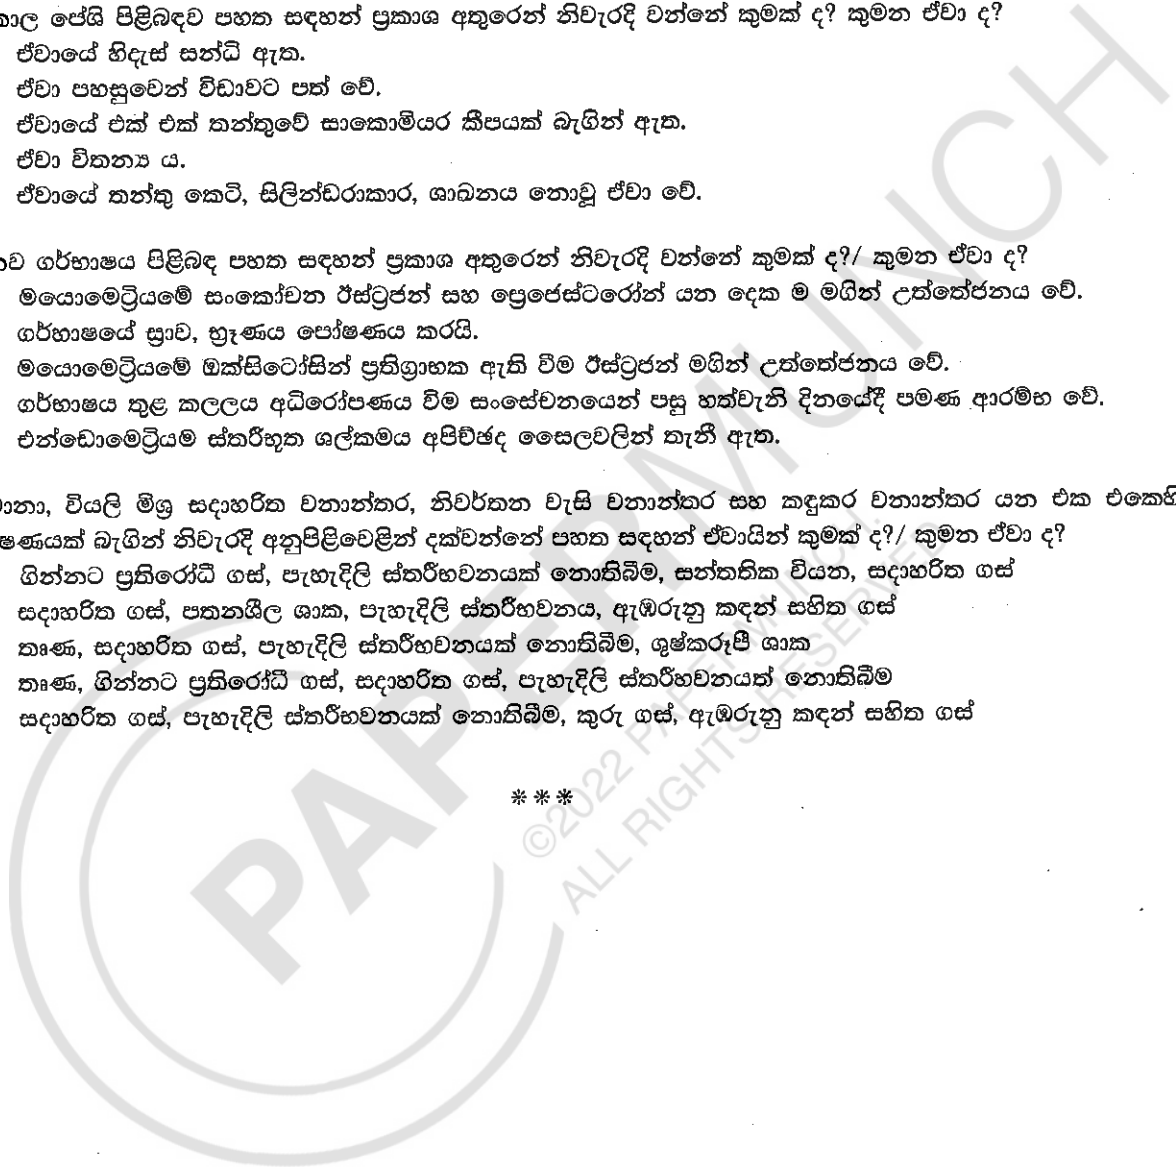 පේශි පිළිබඳව පහත සඳහන් ප්‍රකාශ අතුරෙන් නිවැරදි වන්නේ කුමක් ද? කුමන ඒවා ද?
ඒවායේ හිදැස් සන්ධි ඇත.
ඒවා පහසුවෙන් විඩාවට පත් වේ.
ඒවායේ එක් එක් තන්තුවේ සාකොමියර කීපයක් බැගින් ඇත.
ඒවා විතන්‍ය ය.
ඒවායේ තන්තු කෙටි, සිලින්ඩරාකාර, ශාඛනය නොවූ ඒවා වේ.
ගර්භාෂය පිළිබඳ පහත සඳහන් ප්‍රකාශ අතුරෙන් නිවැරදි වන්නේ කුමක් ද?/ කුමන ඒවා ද?
මයොමෙට්‍රියමේ සංකෝචන ඊස්ට්‍රජන් සහ ප්‍රොජෙස්ටරෝන් යන දෙක ම මගින් උත්තේජනය වේ.
ගර්භාෂයේ ස්‍රාව, භ්‍රෑණය පෝෂණය කරයි.
මයොමෙට්‍රියමේ ඔක්සිටෝසින් ප්‍රතිග්‍රාහක ඇති වීම ඊස්ට්‍රජන් මගින් උත්තේජනය වේ.
ගර්භාෂය තුළ කලලය අධිරෝපණය වීම සංසේචනයෙන් පසු හත්වැනි දිනයේදී පමණ ආරම්භ වේ.
එන්ඩොමෙට්‍රියම ස්තරීභූත ශල්කමය අපිච්ඡද සෛලවලින් තැනී ඇත.
වියලි මිශ්‍ර සදාහරිත වනාන්තර, නිවර්තන වැසි වනාන්තර සහ කඳුකර වනාන්තර යන එක
බැගින් නිවැරදි අනුපිළිවෙළින් දක්වන්නේ පහත සඳහන් ඒවායින් කුමක් ද?/ කුමන ඒවා ද?
ගින්නට ප්‍රතිරෝධී ගස්, පැහැදිලි ස්තරීභවනයක් නොතිබීම, සන්තතික වියන, සදාහරිත ගස්
සදාහරිත ගස්, පතනශීල ශාක, පැහැදිලි ස්තරීභවනය, ඇඹරුනු කඳන් සහිත ගස්
තෘණ, සදාහරිත ගස්, පැහැදිලි ස්තරීභවනයක් නොතිබීම, ශුෂ්කරූපී ශාක
තෘණ, ගින්නට ප්‍රතිරෝධී ගස්, සදාහරිත ගස්, පැහැදිලි ස්තරීභවනයත් නොතිබීම
සදාහරිත ගස්, පැහැදිලි ස්තරීභවනයක් නොතිබීම, කුරු ගස්, ඇඹරුනු කඳන් සහිත ගස්
***
PAPERMUNCH
©2022 PAPERMUNCH.
ALL RIGHTS RESERVED